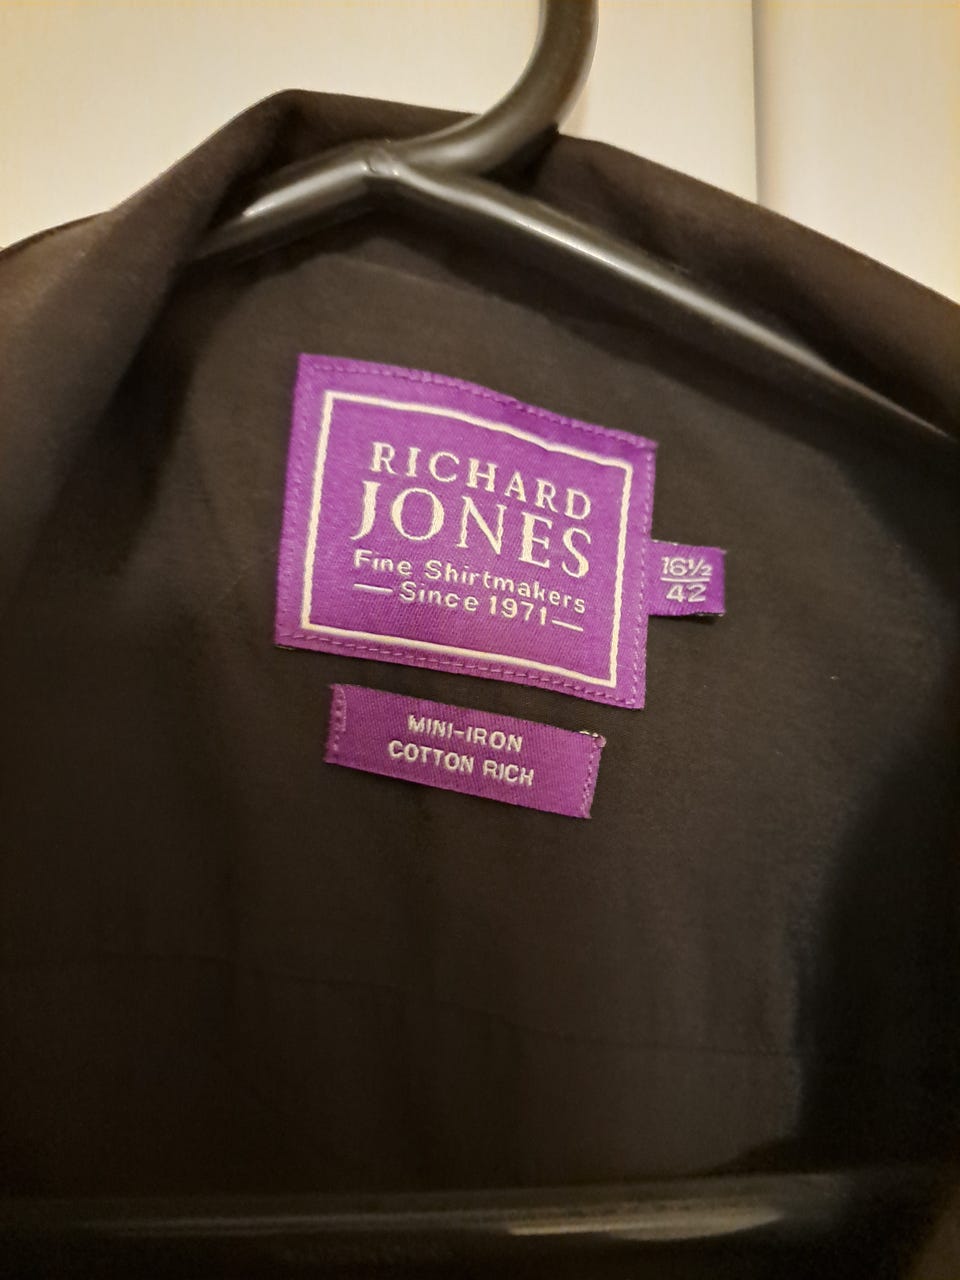 RICHARD
JONES
Fine Shirtmakers
— Since 1971 —
16½
42
MINI-IRON
COTTON RICH